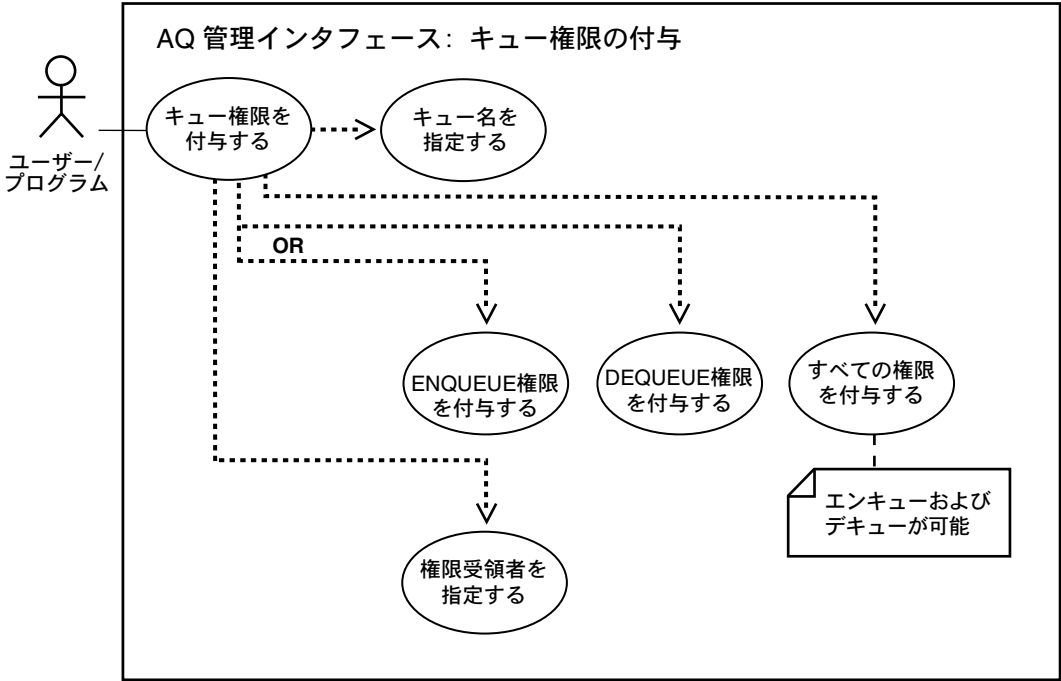 AQ 管理インタフェース: キュー権限の付与
ユーザー/
プログラム
キュー権限を
付与する
キュー名を
指定する
OR
ENQUEUE権限
を付与する
DEQUEUE権限
を付与する
すべての権限
を付与する
エンキューおよび
デキューが可能
権限受領者を
指定する